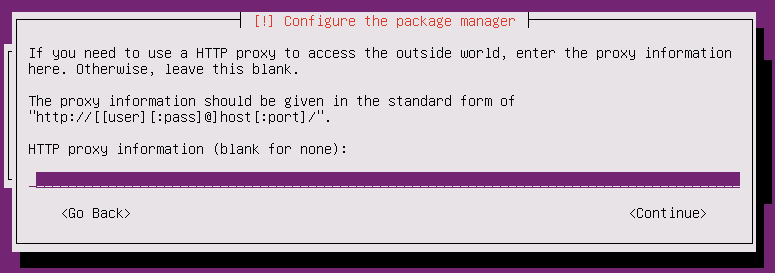 [!] Configure the package manager
If you need to use a HTTP proxy to access the outside world, enter the proxy information
here. Otherwise, leave this blank.
The proxy information should be given in the standard form of
"http://[[user][:pass]@]host[:port]/".
HTTP proxy information (blank for none):
<Go Back> <Continue>